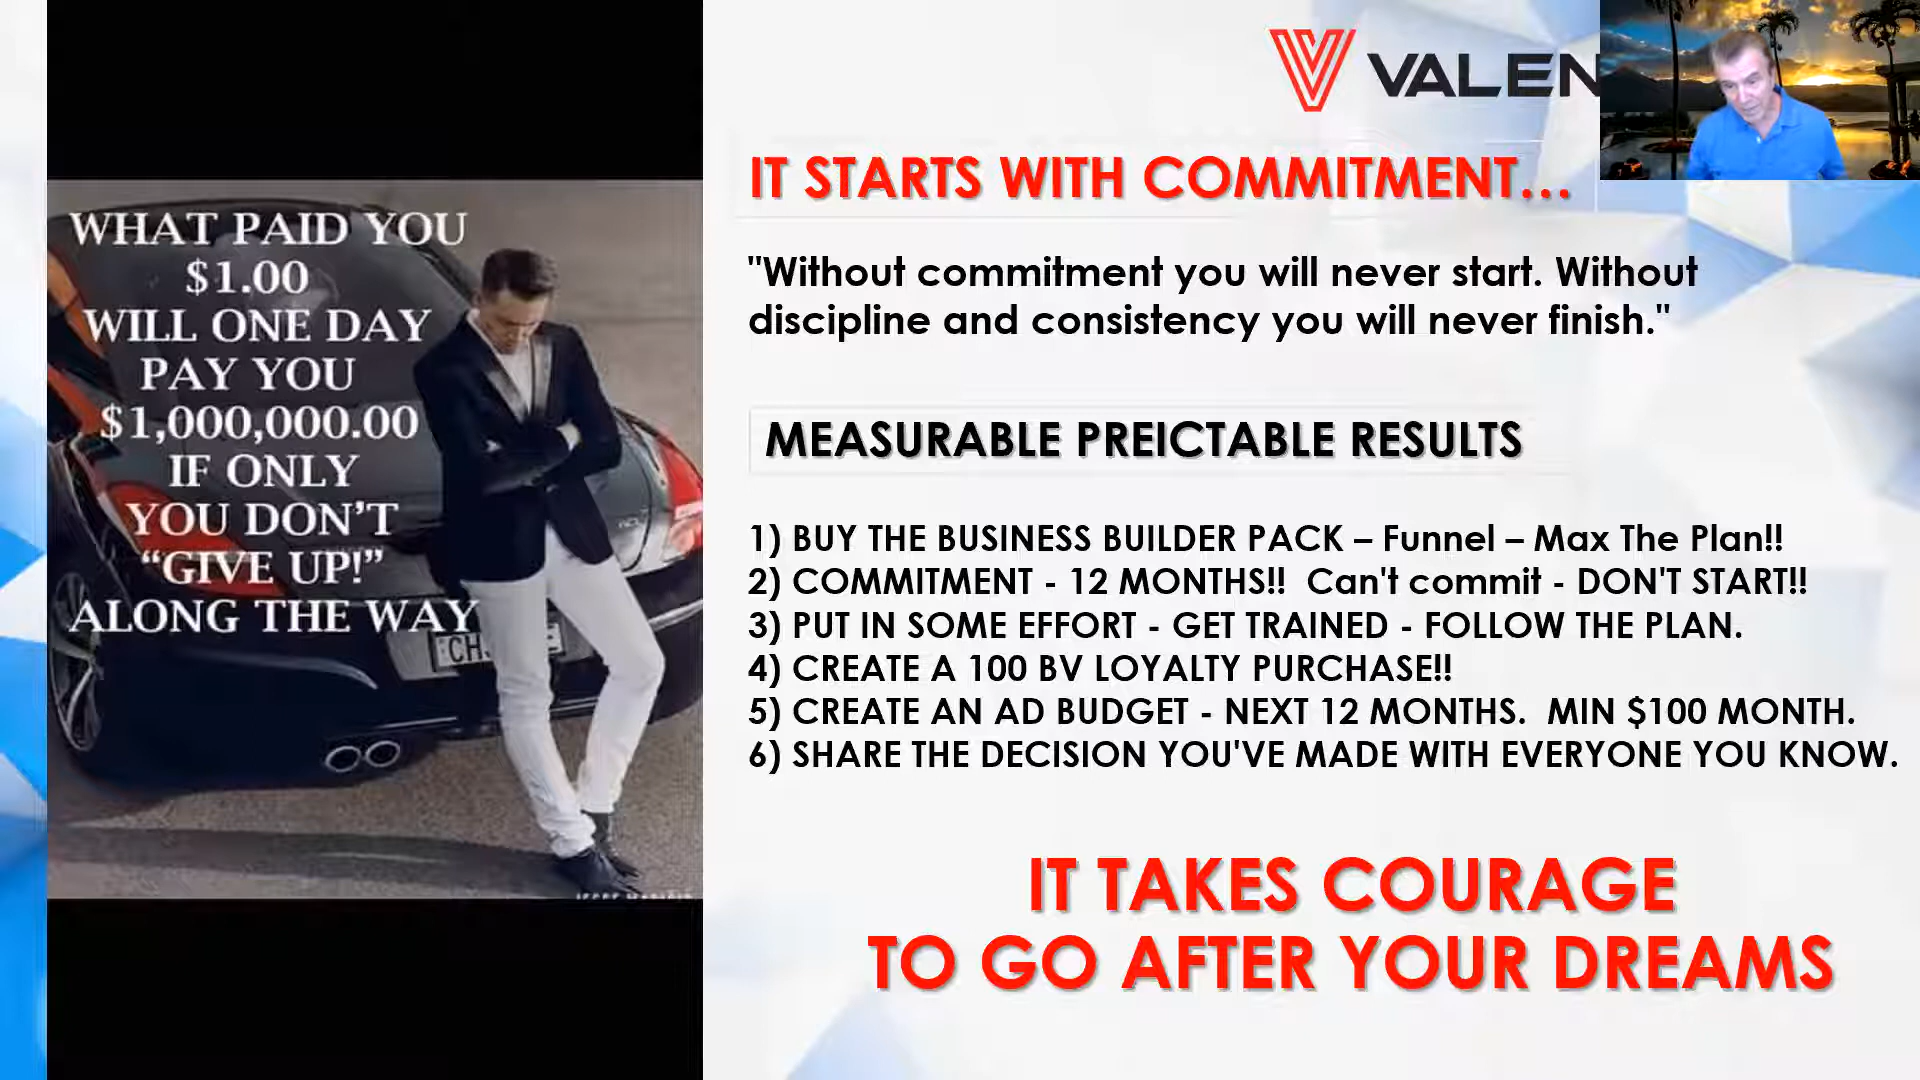 WHAT PAID YOU
$1.00
WILL ONE DAY
PAY YOU
$1,000,000.00
IF ONLY
YOU DON'T
“GIVE UP!”
ALONG THE WAY
VALEN
IT STARTS WITH COMMITMENT...
"Without commitment you will never start. Without
discipline and consistency you will never finish."
MEASURABLE PREICTABLE RESULTS
1) BUY THE BUSINESS BUILDER PACK – Funnel – Max The Plan!!
2) COMMITMENT - 12 MONTHS!! Can't commit - DON'T START!!
3) PUT IN SOME EFFORT - GET TRAINED - FOLLOW THE PLAN.
4) CREATE A 100 BV LOYALTY PURCHASE!!
5) CREATE AN AD BUDGET - NEXT 12 MONTHS. MIN $100 MONTH.
6) SHARE THE DECISION YOU'VE MADE WITH EVERYONE YOU KNOW.
IT TAKES COURAGE
TO GO AFTER YOUR DREAMS